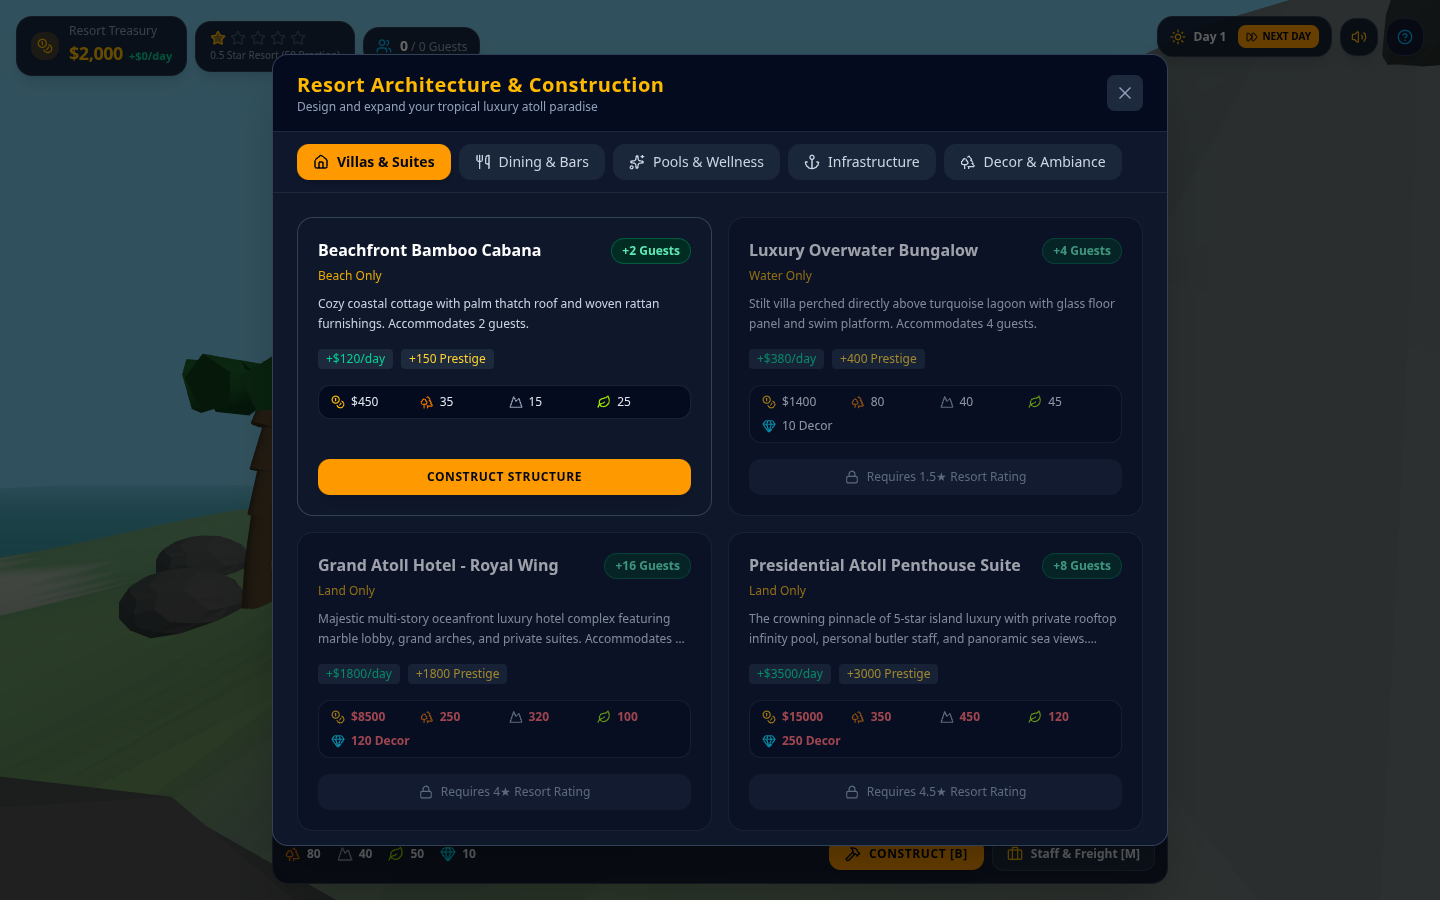 Resort Treasury
$2,000 +$0/day
0.5 Star Resort (50 Prestige)
0 / 0 Guests
Day 1
NEXT DAY
Resort Architecture & Construction
Design and expand your tropical luxury atoll paradise
Villas & Suites
Dining & Bars
Pools & Wellness
Infrastructure
Decor & Ambiance
Beachfront Bamboo Cabana
+2 Guests
Beach Only
Cozy coastal cottage with palm thatch roof and woven rattan
furnishings. Accommodates 2 guests.
+$120/day
+150 Prestige
$450 35 15 25
CONSTRUCT STRUCTURE
Luxury Overwater Bungalow
+4 Guests
Water Only
Stilt villa perched directly above turquoise lagoon with glass floor
panel and swim platform. Accommodates 4 guests.
+$380/day
+400 Prestige
$1400 80 40 45
10 Decor
Requires 1.5★ Resort Rating
Grand Atoll Hotel - Royal Wing
+16 Guests
Land Only
Majestic multi-story oceanfront luxury hotel complex featuring
marble lobby, grand arches, and private suites. Accommodates ...
+$1800/day
+1800 Prestige
$8500 250 320 100
120 Decor
Requires 4★ Resort Rating
Presidential Atoll Penthouse Suite
+8 Guests
Land Only
The crowning pinnacle of 5-star island luxury with private rooftop
infinity pool, personal butler staff, and panoramic sea views....
+$3500/day
+3000 Prestige
$15000 350 450 120
250 Decor
Requires 4.5★ Resort Rating
80 40 50 10
CONSTRUCT [B]
Staff & Freight [M]